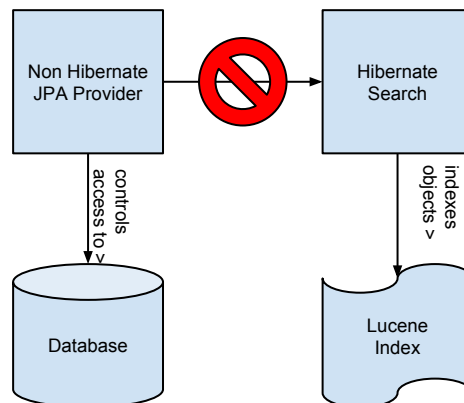 Non Hibernate
JPA Provider
Hibernate
Search
controls
access to >
indexes
objects >
Database
Lucene
Index